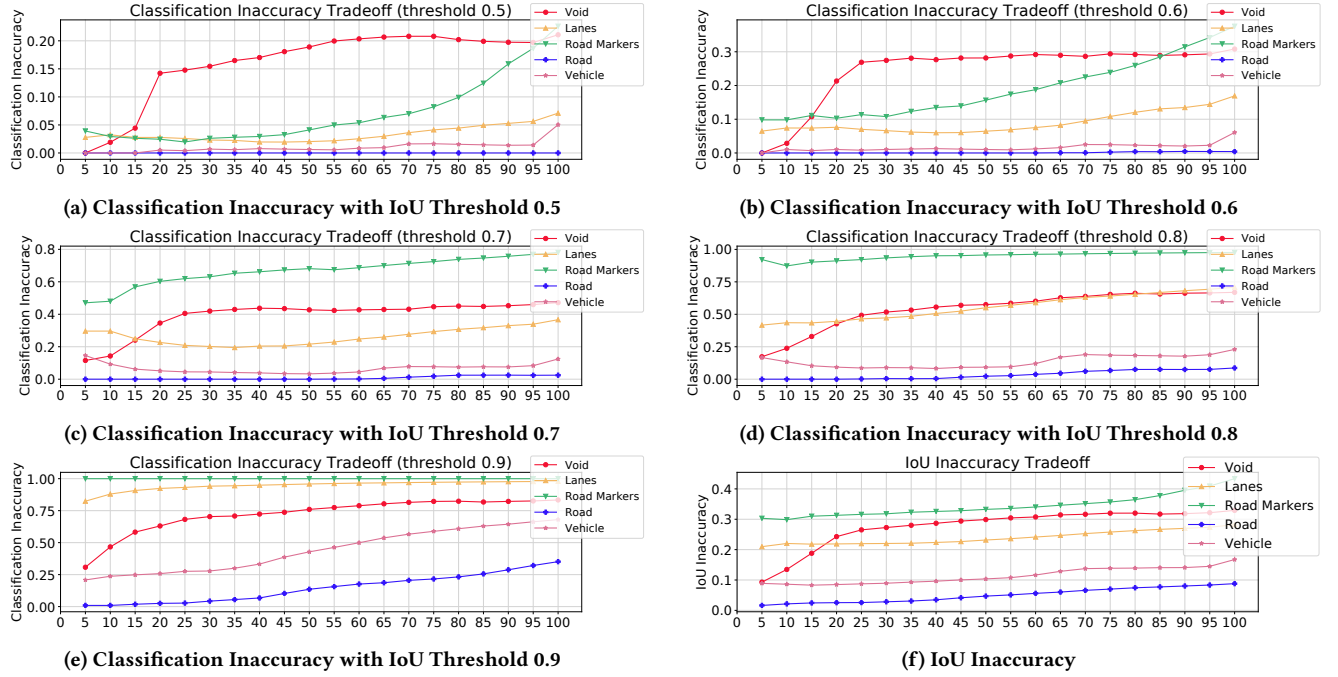 Classification Inaccuracy Tradeoff (threshold 0.5)
Classification Inaccuracy
0.20
0.15
0.10
0.05
0.00
0 5 10 15 20 25 30 35 40 45 50 55 60 65 70 75 80 85 90 95 100
Void
Lanes
Road Markers
Road
Vehicle
(a) Classification Inaccuracy with IoU Threshold 0.5
Classification Inaccuracy Tradeoff (threshold 0.6)
Classification Inaccuracy
0.3
0.2
0.1
0.0
0 5 10 15 20 25 30 35 40 45 50 55 60 65 70 75 80 85 90 95 100
Void
Lanes
Road Markers
Road
Vehicle
(b) Classification Inaccuracy with IoU Threshold 0.6
Classification Inaccuracy Tradeoff (threshold 0.7)
Classification Inaccuracy
0.8
0.6
0.4
0.2
0.0
0 5 10 15 20 25 30 35 40 45 50 55 60 65 70 75 80 85 90 95 100
Void
Lanes
Road Markers
Road
Vehicle
(c) Classification Inaccuracy with IoU Threshold 0.7
Classification Inaccuracy Tradeoff (threshold 0.8)
Classification Inaccuracy
1.00
0.75
0.50
0.25
0.00
0 5 10 15 20 25 30 35 40 45 50 55 60 65 70 75 80 85 90 95 100
Void
Lanes
Road Markers
Road
Vehicle
(d) Classification Inaccuracy with IoU Threshold 0.8
Classification Inaccuracy Tradeoff (threshold 0.9)
Classification Inaccuracy
1.00
0.75
0.50
0.25
0.00
0 5 10 15 20 25 30 35 40 45 50 55 60 65 70 75 80 85 90 95 100
Void
Lanes
Road Markers
Road
Vehicle
(e) Classification Inaccuracy with IoU Threshold 0.9
IoU Inaccuracy Tradeoff
IoU Inaccuracy
0.4
0.3
0.2
0.1
0.0
0 5 10 15 20 25 30 35 40 45 50 55 60 65 70 75 80 85 90 95 100
Void
Lanes
Road Markers
Road
Vehicle
(f) IoU Inaccuracy